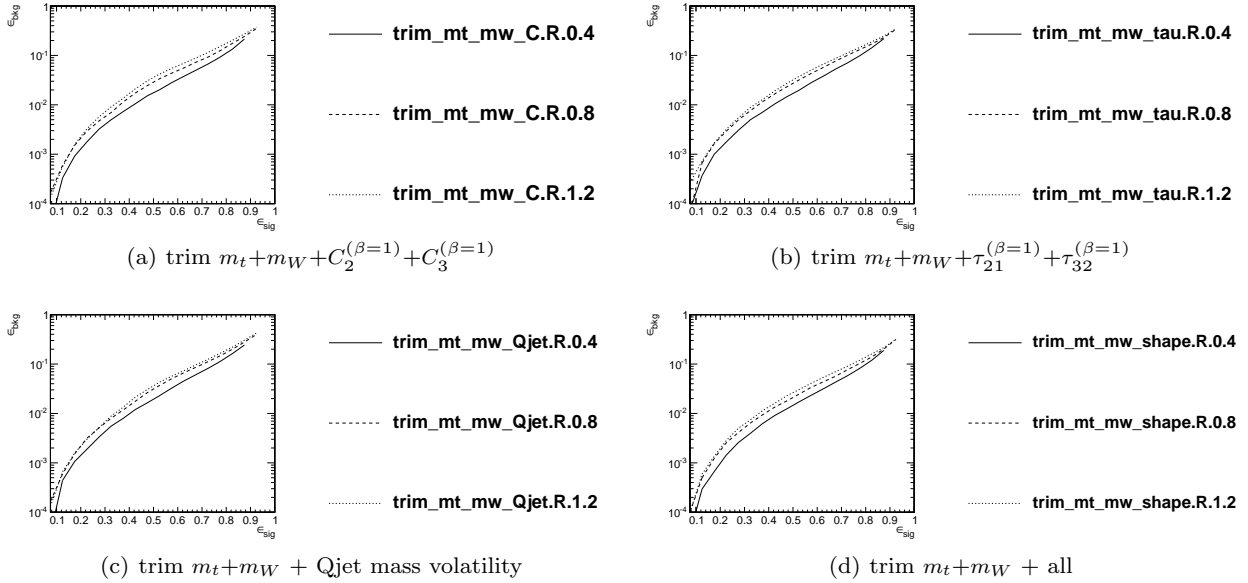 ϵ_bkg
1
10^-1
10^-2
10^-3
10^-4
0.1 0.2 0.3 0.4 0.5 0.6 0.7 0.8 0.9 1
ϵ_sig
trim_mt_mw_C.R.0.4
trim_mt_mw_C.R.0.8
trim_mt_mw_C.R.1.2
(a) trim m_t+m_W+C_2^(β=1)+C_3^(β=1)
ϵ_bkg
1
10^-1
10^-2
10^-3
10^-4
0.1 0.2 0.3 0.4 0.5 0.6 0.7 0.8 0.9 1
ϵ_sig
trim_mt_mw_tau.R.0.4
trim_mt_mw_tau.R.0.8
trim_mt_mw_tau.R.1.2
(b) trim m_t+m_W+τ_21^(β=1)+τ_32^(β=1)
ϵ_bkg
1
10^-1
10^-2
10^-3
10^-4
0.1 0.2 0.3 0.4 0.5 0.6 0.7 0.8 0.9 1
ϵ_sig
trim_mt_mw_Qjet.R.0.4
trim_mt_mw_Qjet.R.0.8
trim_mt_mw_Qjet.R.1.2
(c) trim m_t+m_W + Qjet mass volatility
ϵ_bkg
1
10^-1
10^-2
10^-3
10^-4
0.1 0.2 0.3 0.4 0.5 0.6 0.7 0.8 0.9 1
ϵ_sig
trim_mt_mw_shape.R.0.4
trim_mt_mw_shape.R.0.8
trim_mt_mw_shape.R.1.2
(d) trim m_t+m_W + all